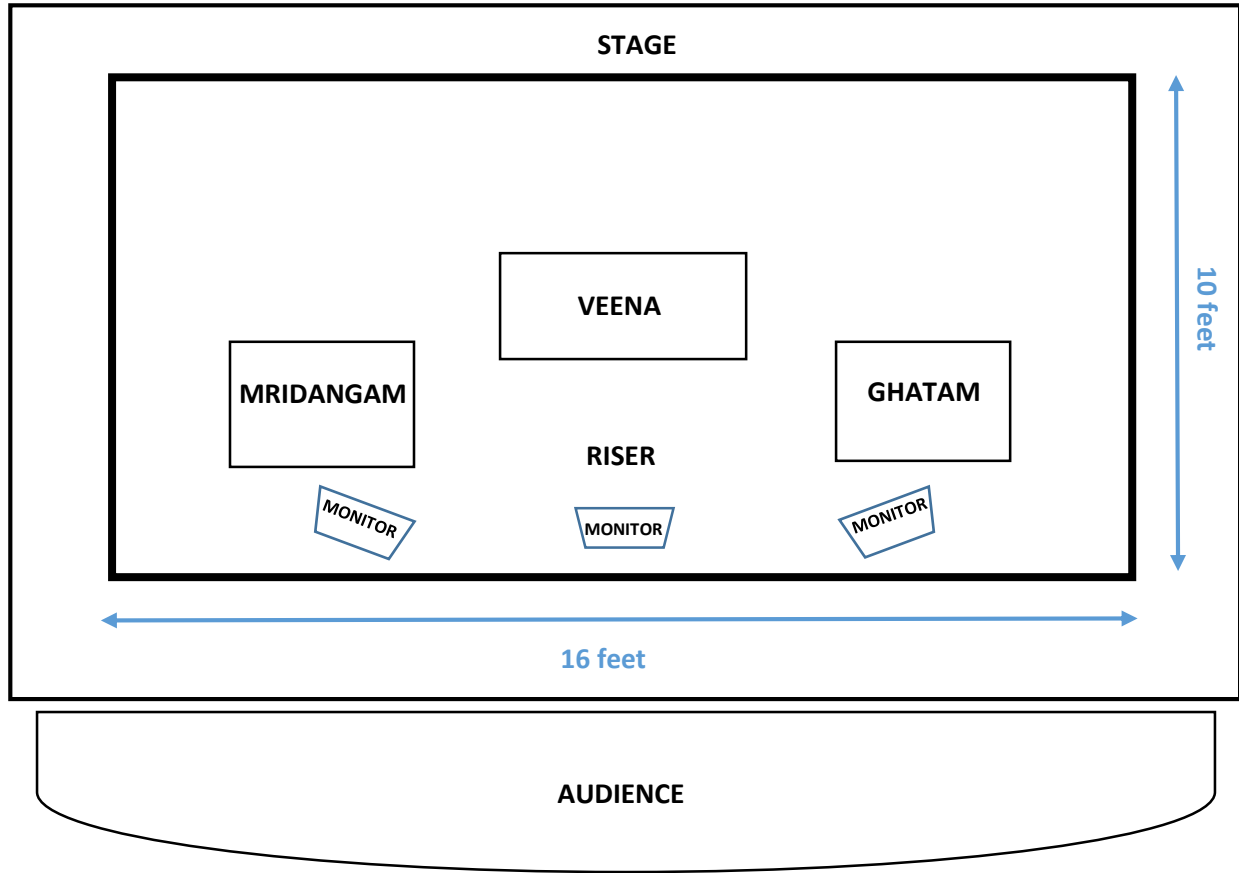 STAGE
VEENA
10 feet
MRIDANGAM
GHATAM
RISER
MONITOR
MONITOR
MONITOR
16 feet
AUDIENCE